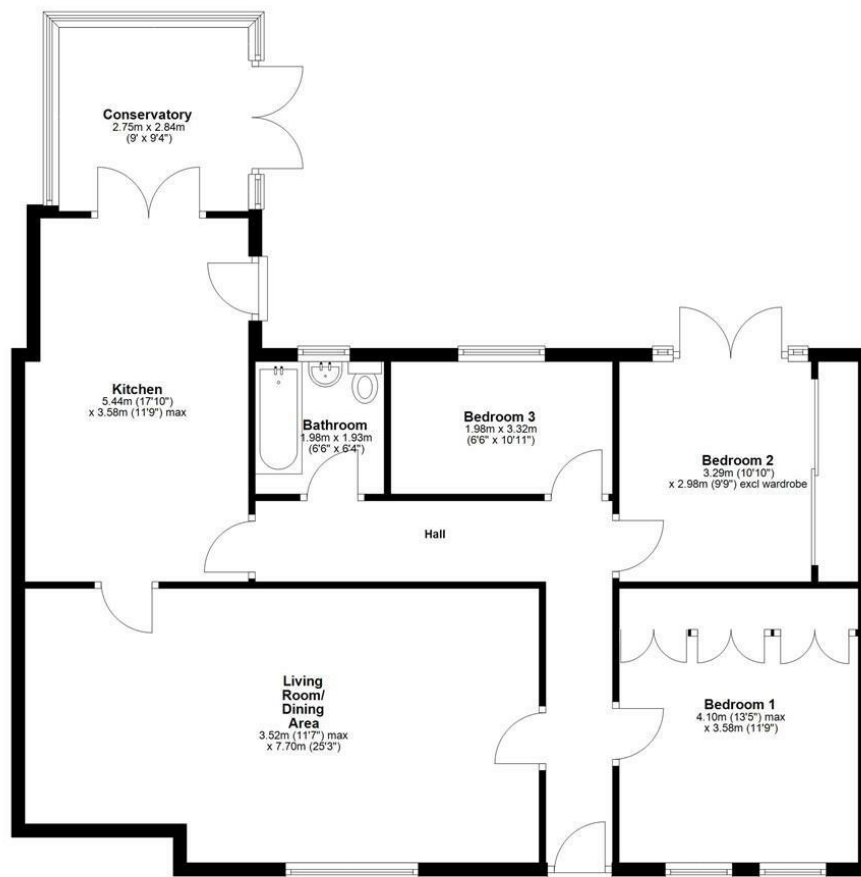 Conservatory
2.75m x 2.84m
(9' x 9'4")
Kitchen
5.44m (17'10")
x 3.58m (11'9") max
Bathroom
1.98m x 1.93m
(6'6" x 6'4")
Bedroom 3
1.98m x 3.32m
(6'6" x 10'11")
Bedroom 2
3.29m (10'10")
x 2.98m (9'9") excl wardrobe
Hall
Living
Room/
Dining
Area
3.52m (11'7") max
x 7.70m (25'3")
Bedroom 1
4.10m (13'5") max
x 3.58m (11'9")